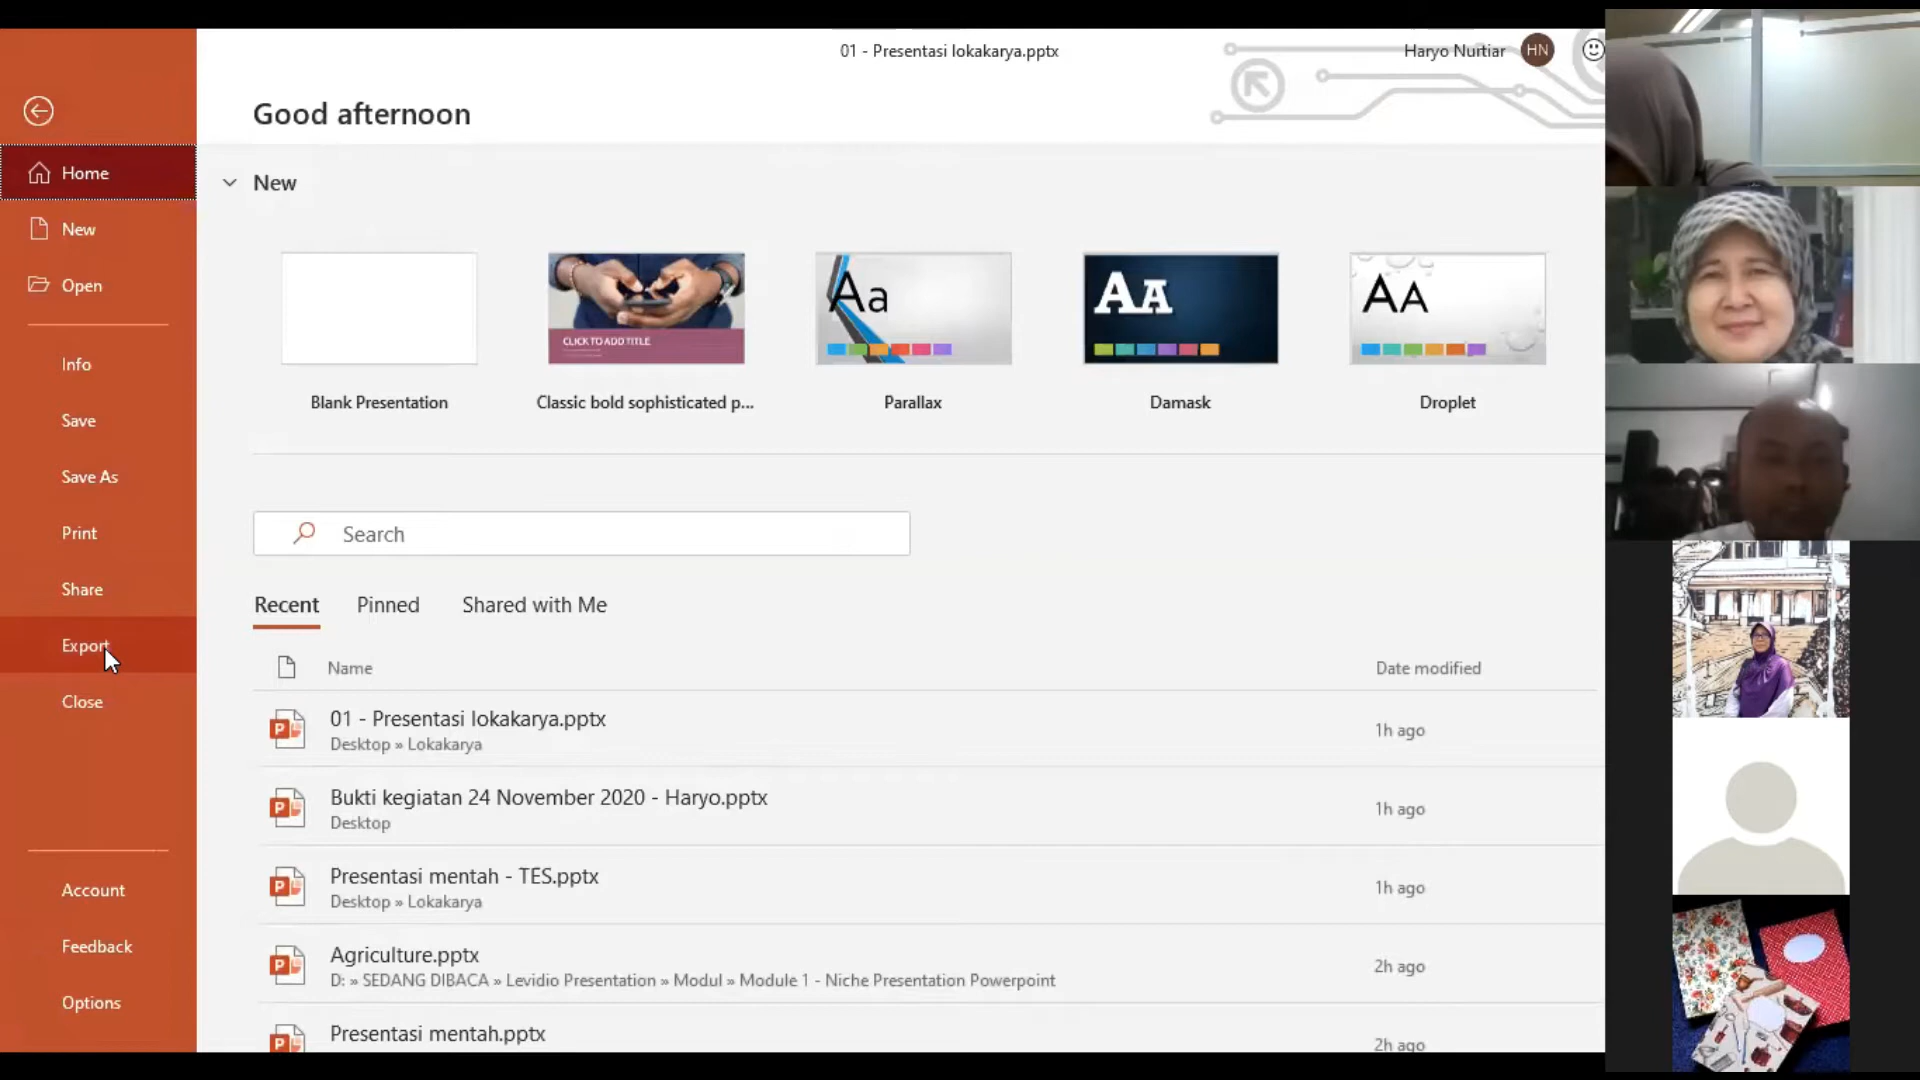 01 - Presentasi lokakarya.pptx
Haryo Nurtiar
HN
Good afternoon
Home
New
Open
Info
Save
Save As
Print
Share
Export
Close
Account
Feedback
Options
New
CLICK TO ADD TITLE
Aa
AA
AA
Blank Presentation
Classic bold sophisticated p...
Parallax
Damask
Droplet
Search
Recent
Pinned
Shared with Me
Name
Date modified
01 - Presentasi lokakarya.pptx
Desktop » Lokakarya
1h ago
Bukti kegiatan 24 November 2020 - Haryo.pptx
Desktop
1h ago
Presentasi mentah - TES.pptx
Desktop » Lokakarya
1h ago
Agriculture.pptx
D: » SEDANG DIBACA » Levidio Presentation » Modul » Module 1 - Niche Presentation Powerpoint
2h ago
Presentasi mentah.pptx
2h ago